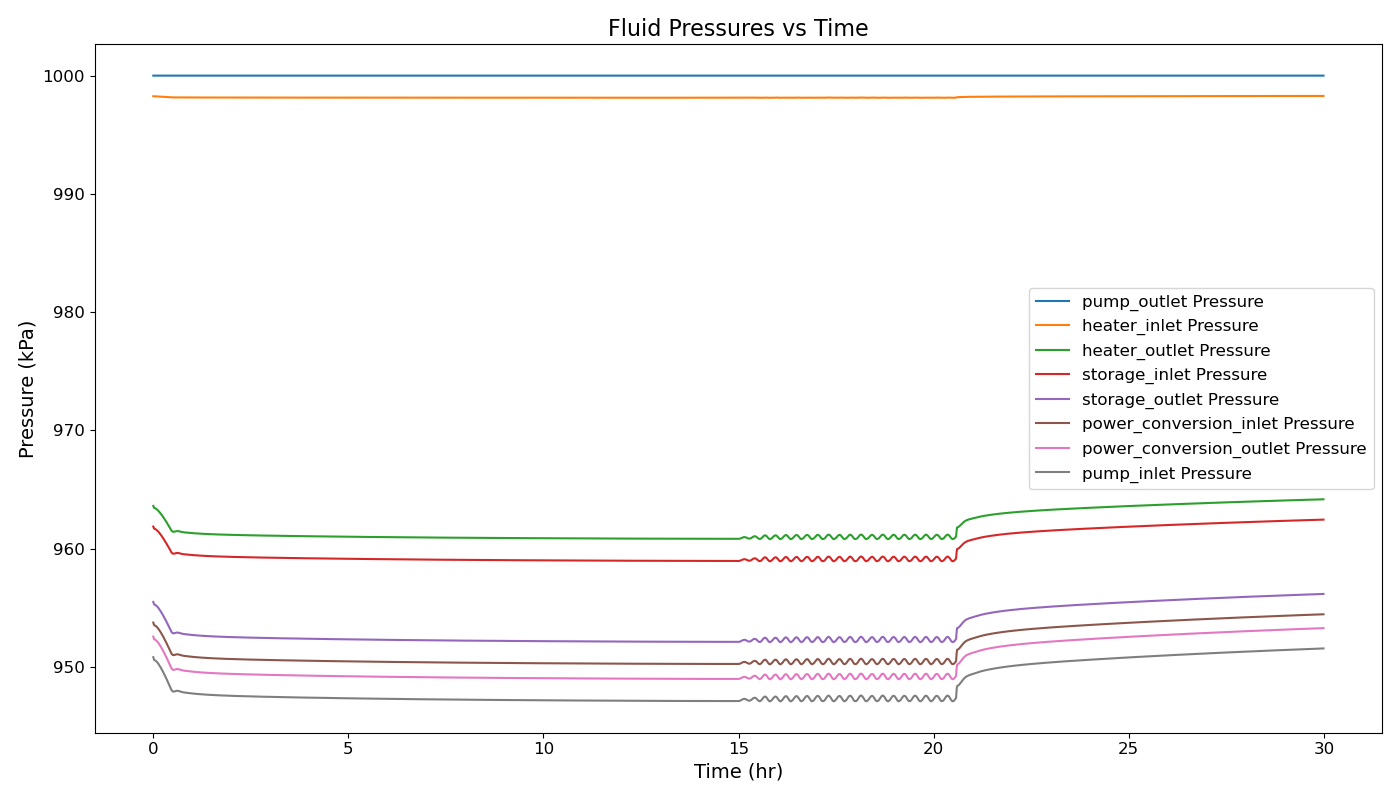 Fluid Pressures vs Time
Pressure (kPa)
1000
990
980
970
960
950
pump_outlet Pressure
heater_inlet Pressure
heater_outlet Pressure
storage_inlet Pressure
storage_outlet Pressure
power_conversion_inlet Pressure
power_conversion_outlet Pressure
pump_inlet Pressure
0 5 10 15 20 25 30
Time (hr)